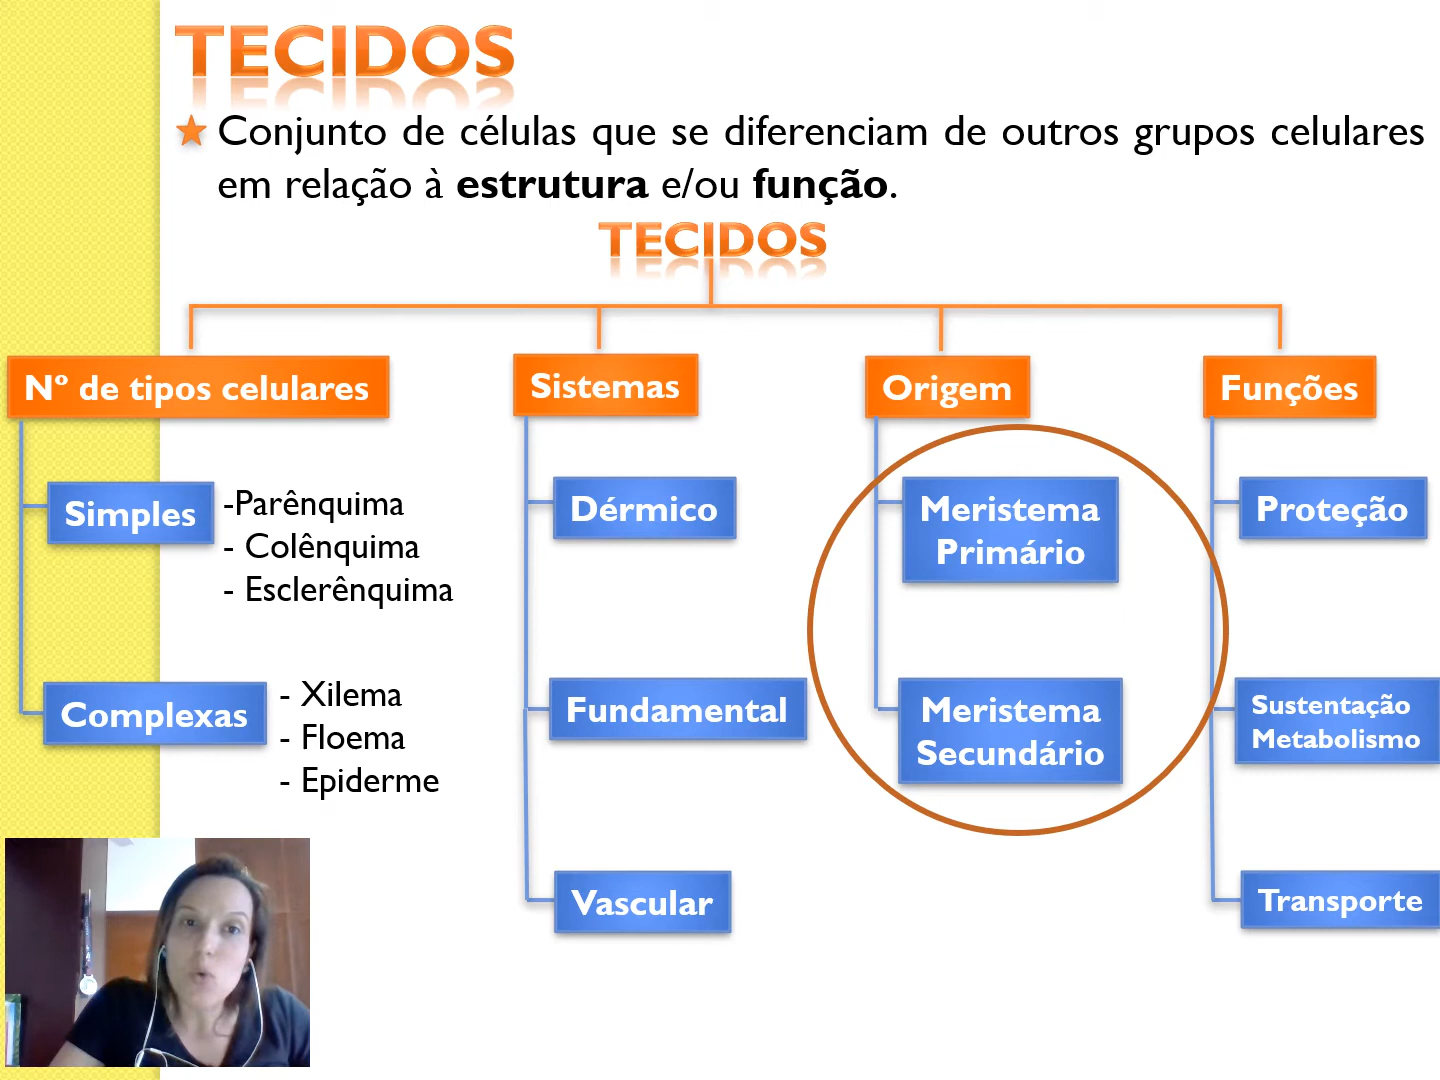 TECIDOS
Conjunto de células que se diferenciam de outros grupos celulares
em relação à estrutura e/ou função.
TECIDOS
Nº de tipos celulares
Simples
-Parênquima
- Colênquima
- Esclerênquima
Complexas
- Xilema
- Floema
- Epiderme
Sistemas
Dérmico
Fundamental
Vascular
Origem
Meristema
Primário
Meristema
Secundário
Funções
Proteção
Sustentação
Metabolismo
Transporte